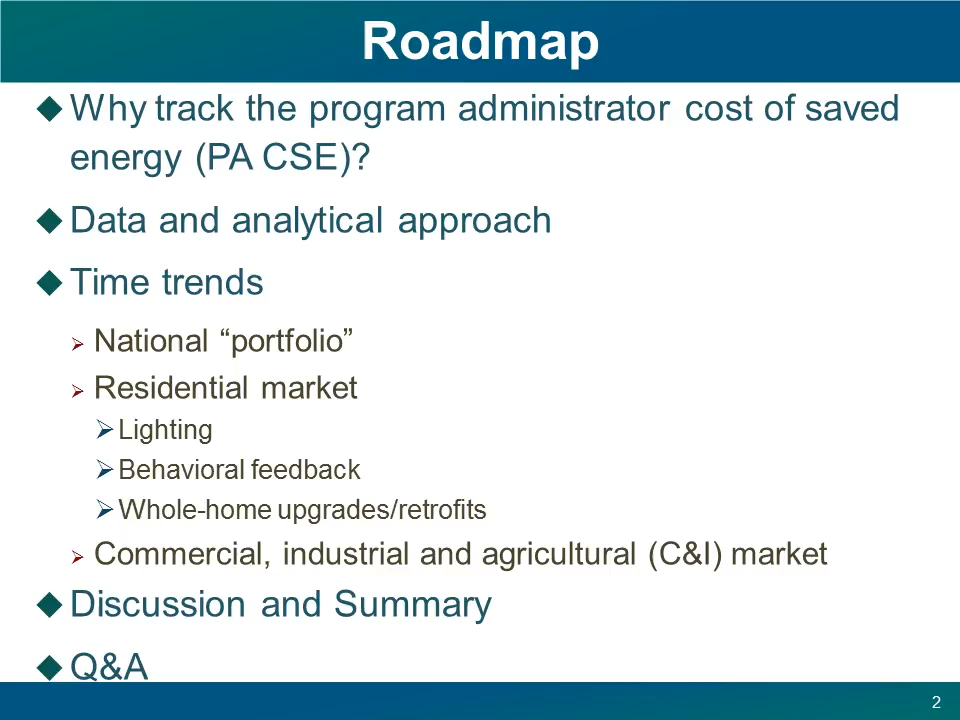 Roadmap
Why track the program administrator cost of saved
energy (PA CSE)?
Data and analytical approach
Time trends
National “portfolio”
Residential market
Lighting
Behavioral feedback
Whole-home upgrades/retrofits
Commercial, industrial and agricultural (C&I) market
Discussion and Summary
Q&A
2